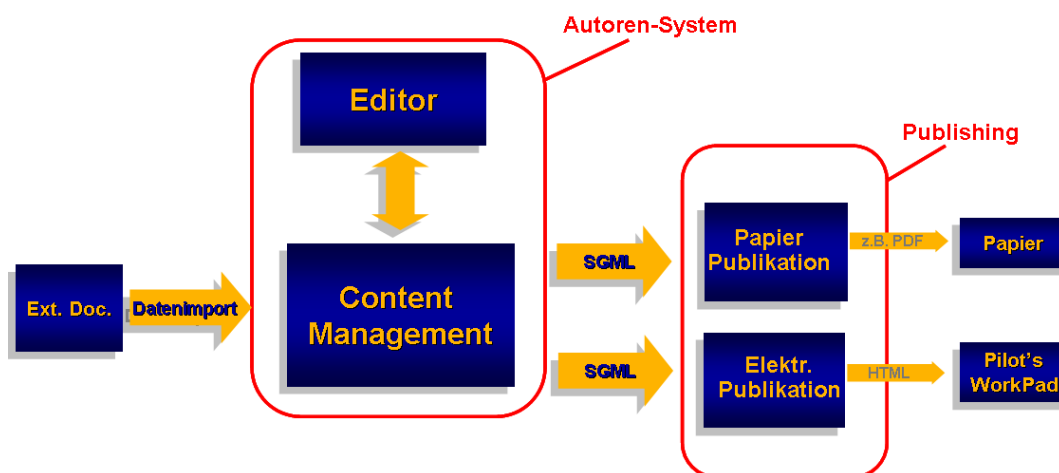 Autoren-System
Editor
Publishing
Papier
Publikation
z.B. PDF
Papier
SGML
Content
Management
Ext. Doc.
Datenimport
SGML
Elektr.
Publikation
HTML
Pilot's
WorkPad